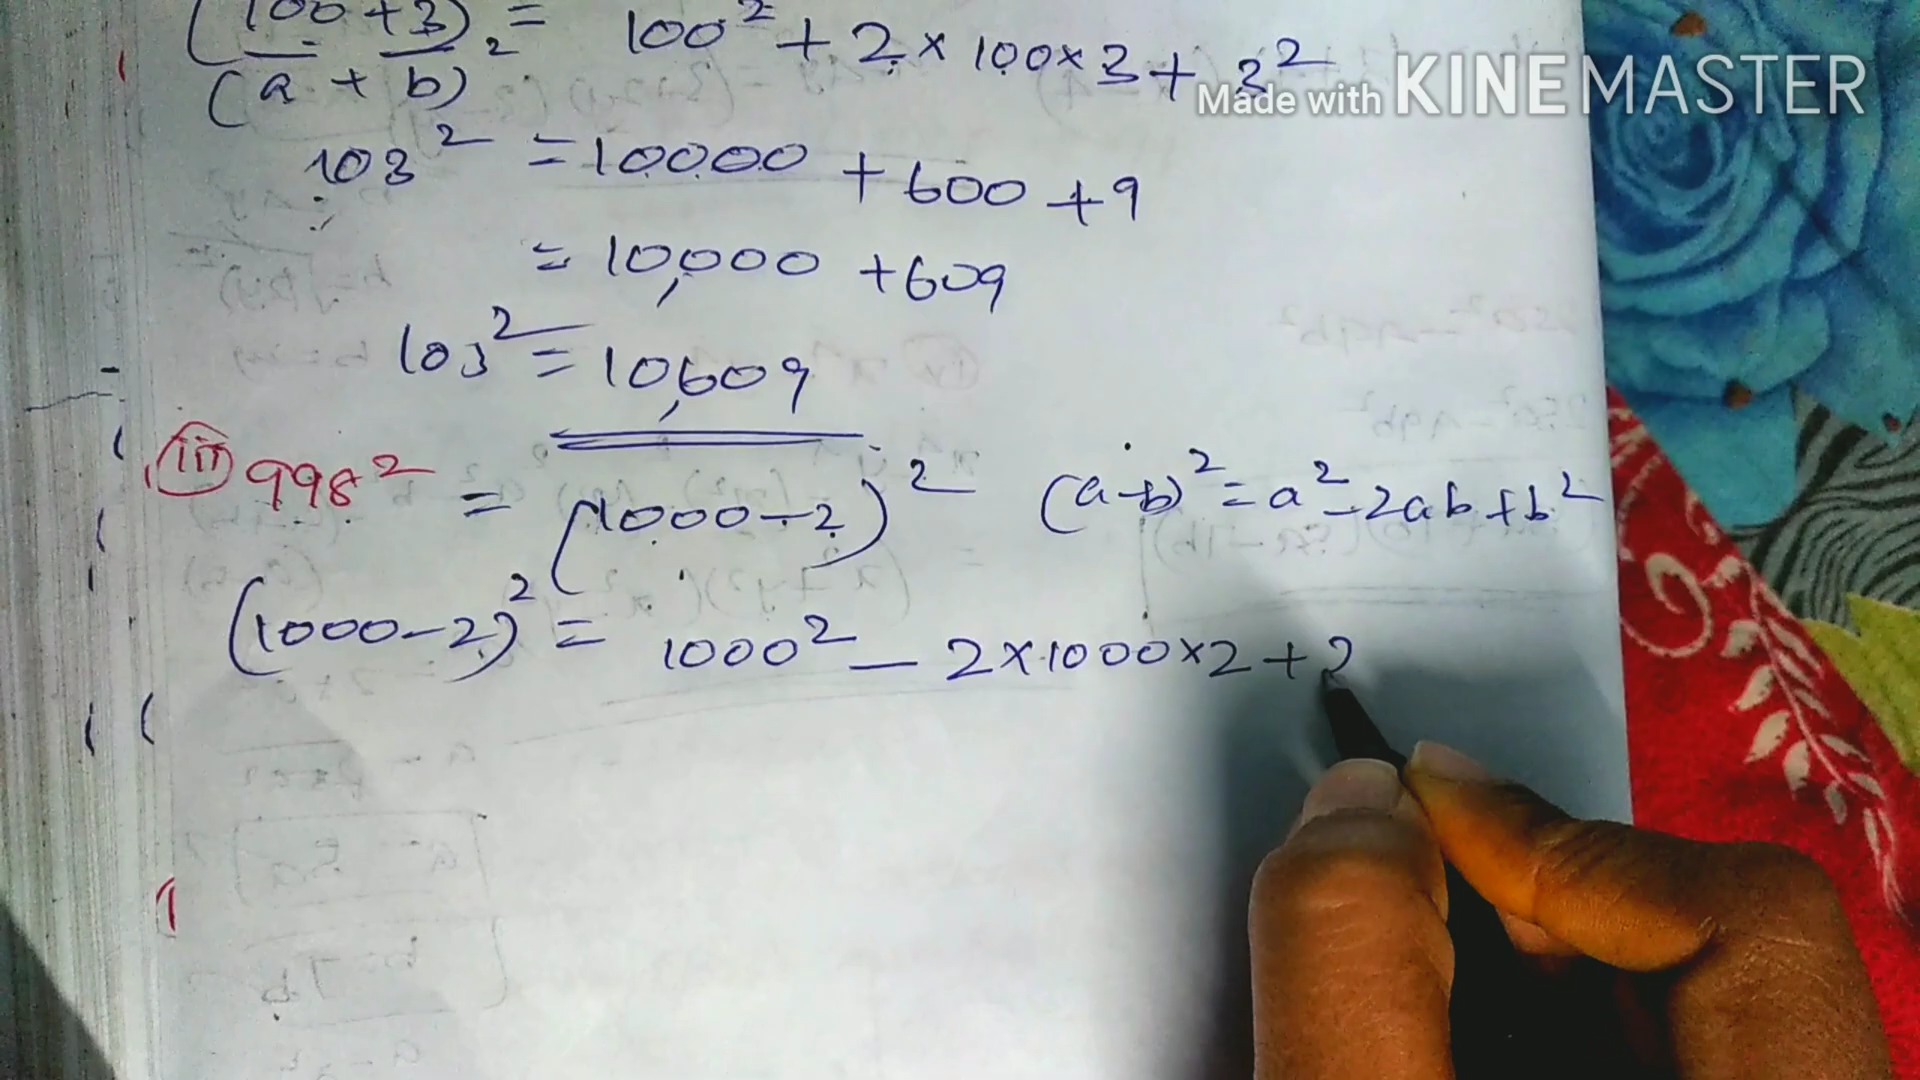 (100+3)² = 100² + 2×100×3 + 3²
(a + b)
Made with KINEMASTER
103² = 10000 + 600 + 9
= 10,000 + 609
103² = 10,609
iii 998² = (1000-2)² (a-b)² = a² - 2ab + b²
(1000-2)² = 1000² - 2×1000×2 + 2